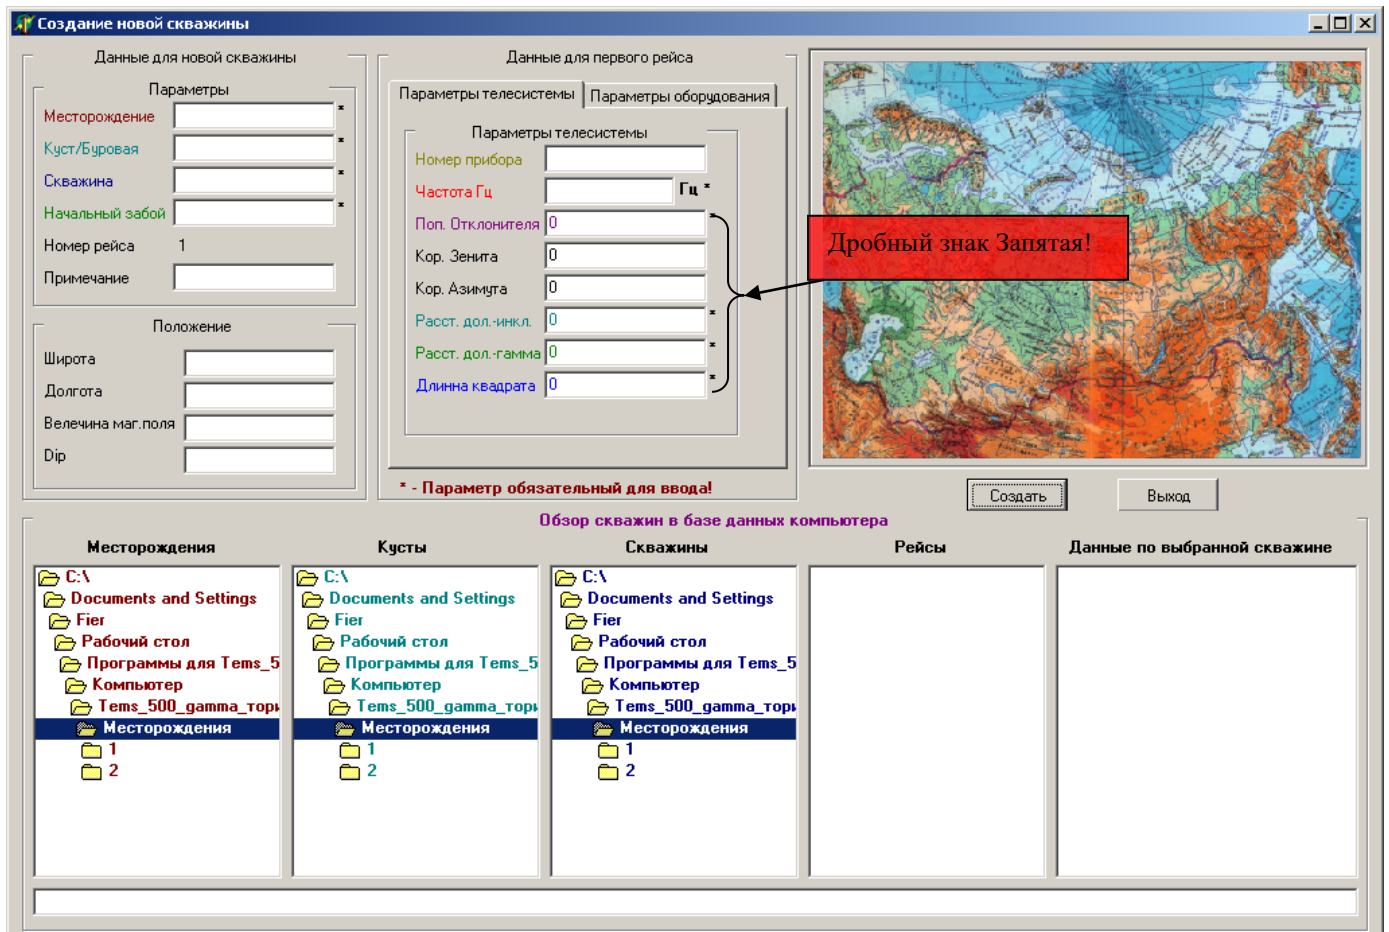 Создание новой скважины
Данные для новой скважины
Параметры
Месторождение *
Куст/Буровая *
Скважина *
Начальный забой *
Номер рейса 1
Примечание
Положение
Широта
Долгота
Велечина маг.поля
Dip
Данные для первого рейса
Параметры телесистемы Параметры оборудования
Параметры телесистемы
Номер прибора
Частота Гц Гц *
Поп. Отклонителя 0 *
Кор. Зенита 0
Кор. Азимута 0
Расст. дол.-инкл. 0 *
Расст. дол.-гамма 0 *
Длинна квадрата 0 *
* - Параметр обязательный для ввода!
Дробный знак Запятая!
Создать Выход
Обзор скважин в базе данных компьютера
Месторождения
C:\
Documents and Settings
Fier
Рабочий стол
Программы для Tems_5
Компьютер
Tems_500_gamma_тори
Месторождения
1
2
Кусты
C:\
Documents and Settings
Fier
Рабочий стол
Программы для Tems_5
Компьютер
Tems_500_gamma_тори
Месторождения
1
2
Скважины
C:\
Documents and Settings
Fier
Рабочий стол
Программы для Tems_5
Компьютер
Tems_500_gamma_тори
Месторождения
1
2
Рейсы
Данные по выбранной скважине